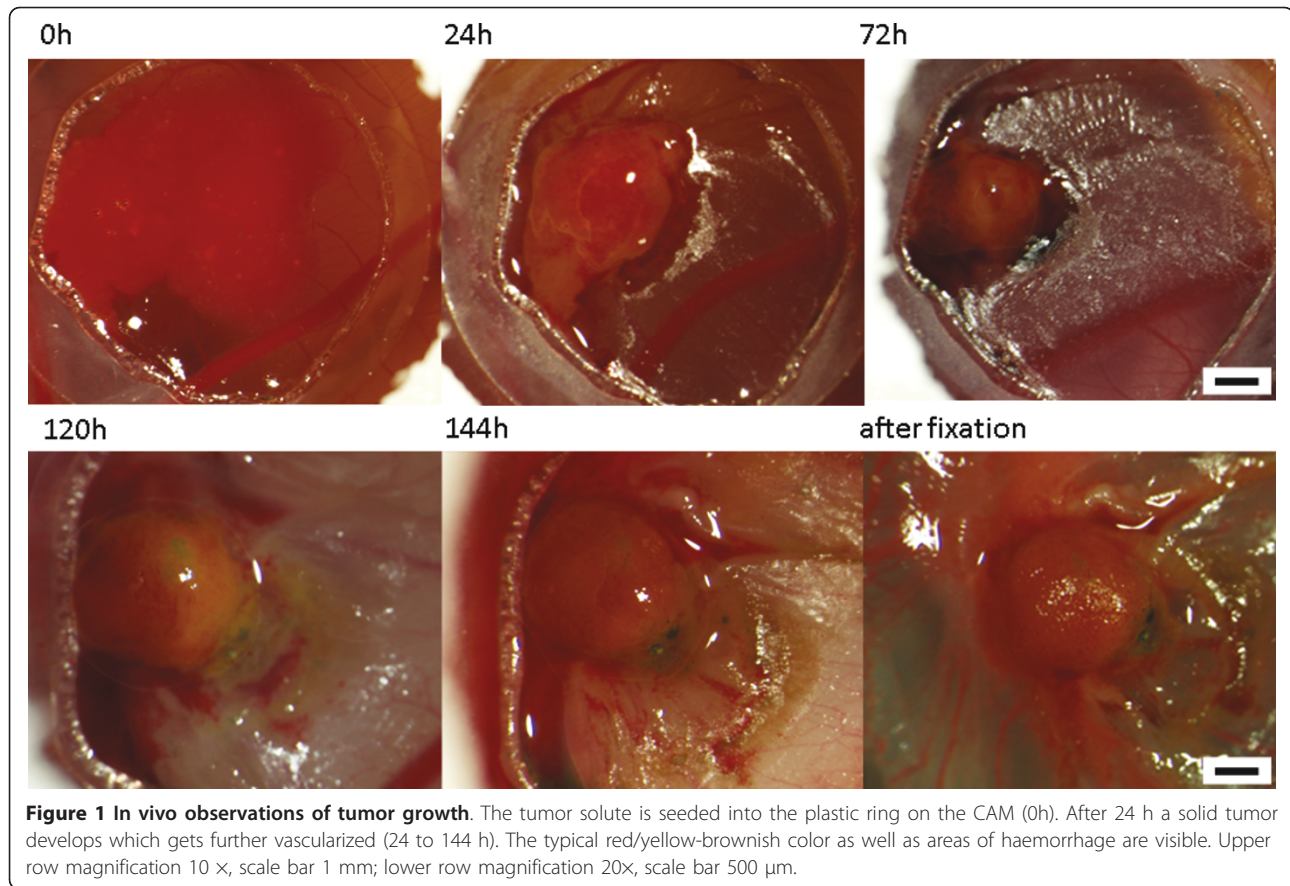 0h 24h 72h
120h 144h after fixation
Figure 1 In vivo observations of tumor growth. The tumor solute is seeded into the plastic ring on the CAM (0h). After 24 h a solid tumor
develops which gets further vascularized (24 to 144 h). The typical red/yellow-brownish color as well as areas of haemorrhage are visible. Upper
row magnification 10 ×, scale bar 1 mm; lower row magnification 20×, scale bar 500 μm.